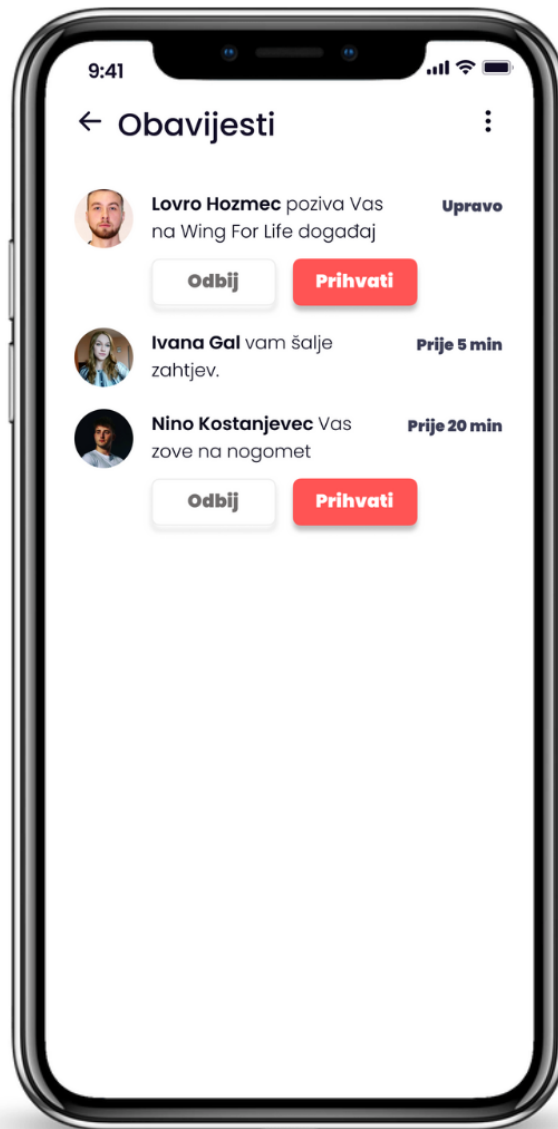 9:41
Obavijesti
Lovro Hozmec poziva Vas
na Wing For Life događaj
Upravo
Odbij
Prihvati
Ivana Gal vam šalje
zahtjev.
Prije 5 min
Nino Kostanjevec Vas
zove na nogomet
Prije 20 min
Odbij
Prihvati